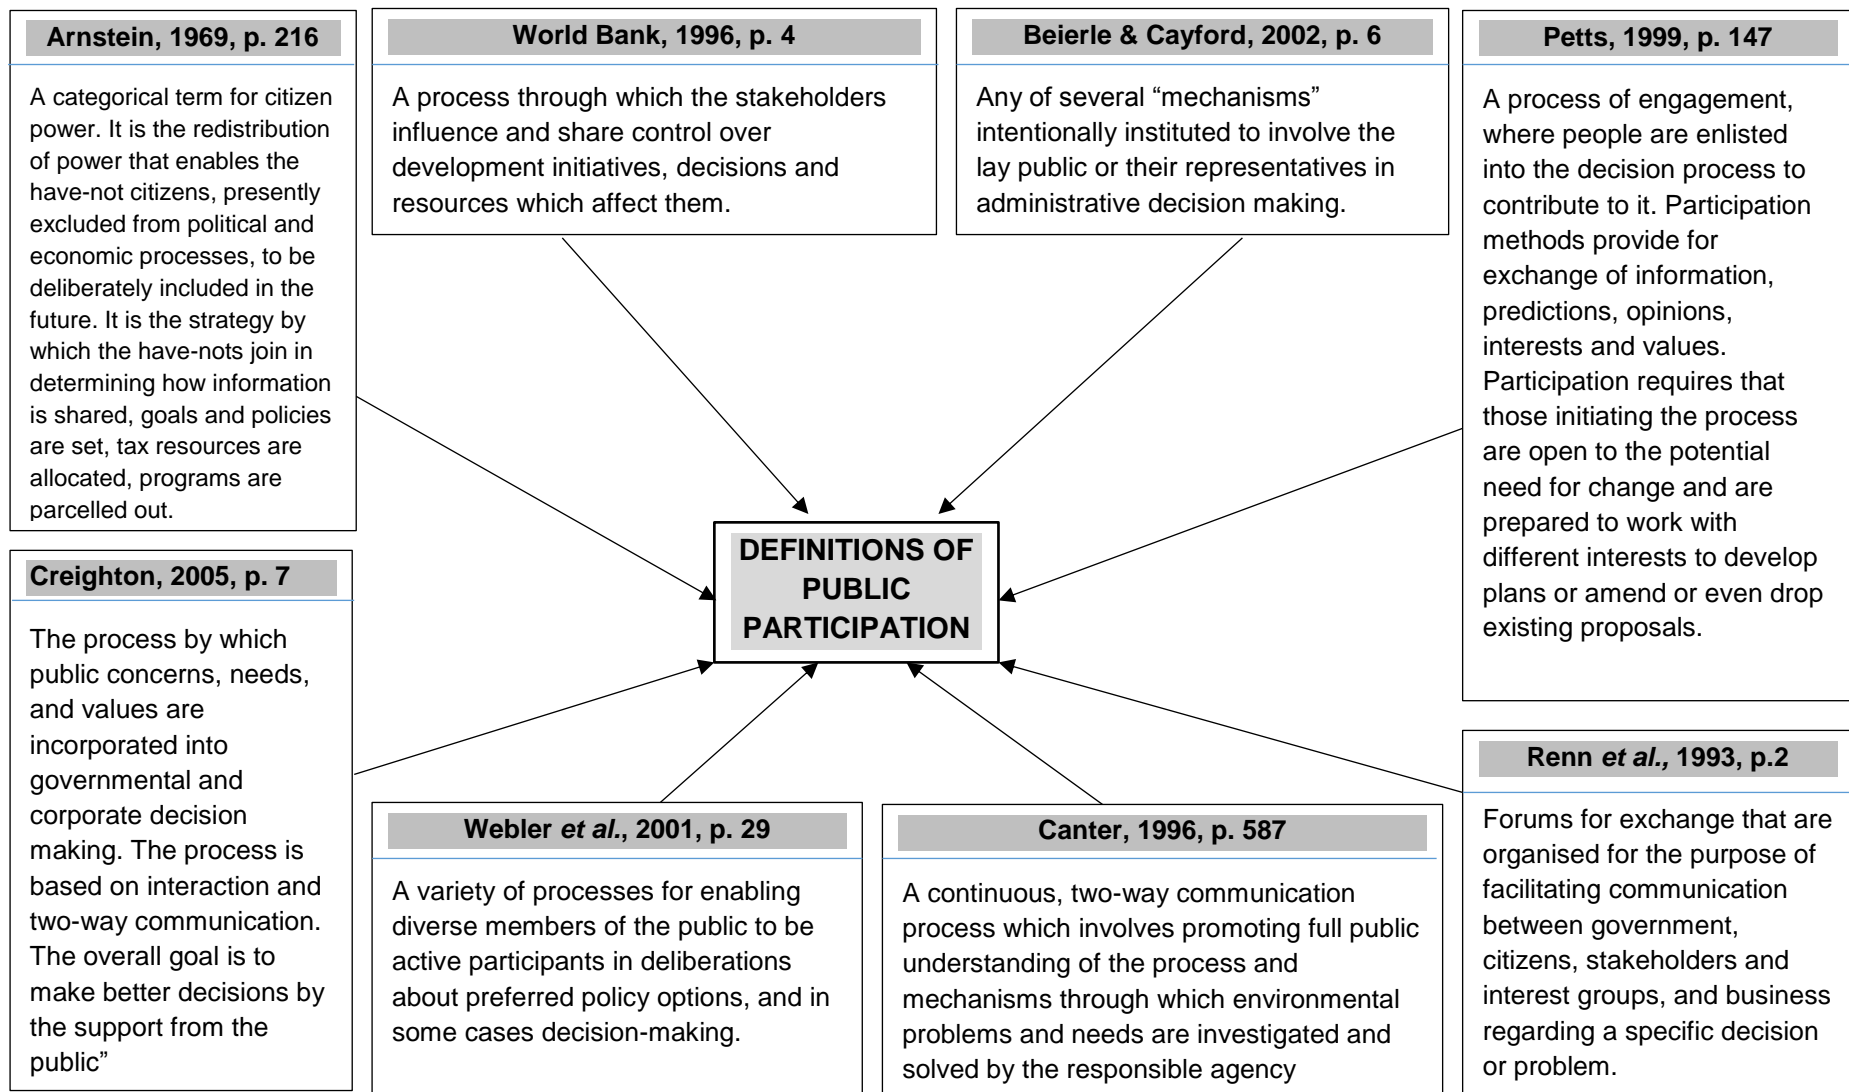 Arnstein, 1969, p. 216
A categorical term for citizen
power. It is the redistribution
of power that enables the
have-not citizens, presently
excluded from political and
economic processes, to be
deliberately included in the
future. It is the strategy by
which the have-nots join in
determining how information
is shared, goals and policies
are set, tax resources are
allocated, programs are
parcelled out.
World Bank, 1996, p. 4
A process through which the stakeholders
influence and share control over
development initiatives, decisions and
resources which affect them.
Beierle & Cayford, 2002, p. 6
Any of several “mechanisms”
intentionally instituted to involve the
lay public or their representatives in
administrative decision making.
Petts, 1999, p. 147
A process of engagement,
where people are enlisted
into the decision process to
contribute to it. Participation
methods provide for
exchange of information,
predictions, opinions,
interests and values.
Participation requires that
those initiating the process
are open to the potential
need for change and are
prepared to work with
different interests to develop
plans or amend or even drop
existing proposals.
DEFINITIONS OF
PUBLIC
PARTICIPATION
Creighton, 2005, p. 7
The process by which
public concerns, needs,
and values are
incorporated into
governmental and
corporate decision
making. The process is
based on interaction and
two-way communication.
The overall goal is to
make better decisions by
the support from the
public”
Webler et al., 2001, p. 29
A variety of processes for enabling
diverse members of the public to be
active participants in deliberations
about preferred policy options, and in
some cases decision-making.
Canter, 1996, p. 587
A continuous, two-way communication
process which involves promoting full public
understanding of the process and
mechanisms through which environmental
problems and needs are investigated and
solved by the responsible agency
Renn et al., 1993, p.2
Forums for exchange that are
organised for the purpose of
facilitating communication
between government,
citizens, stakeholders and
interest groups, and business
regarding a specific decision
or problem.